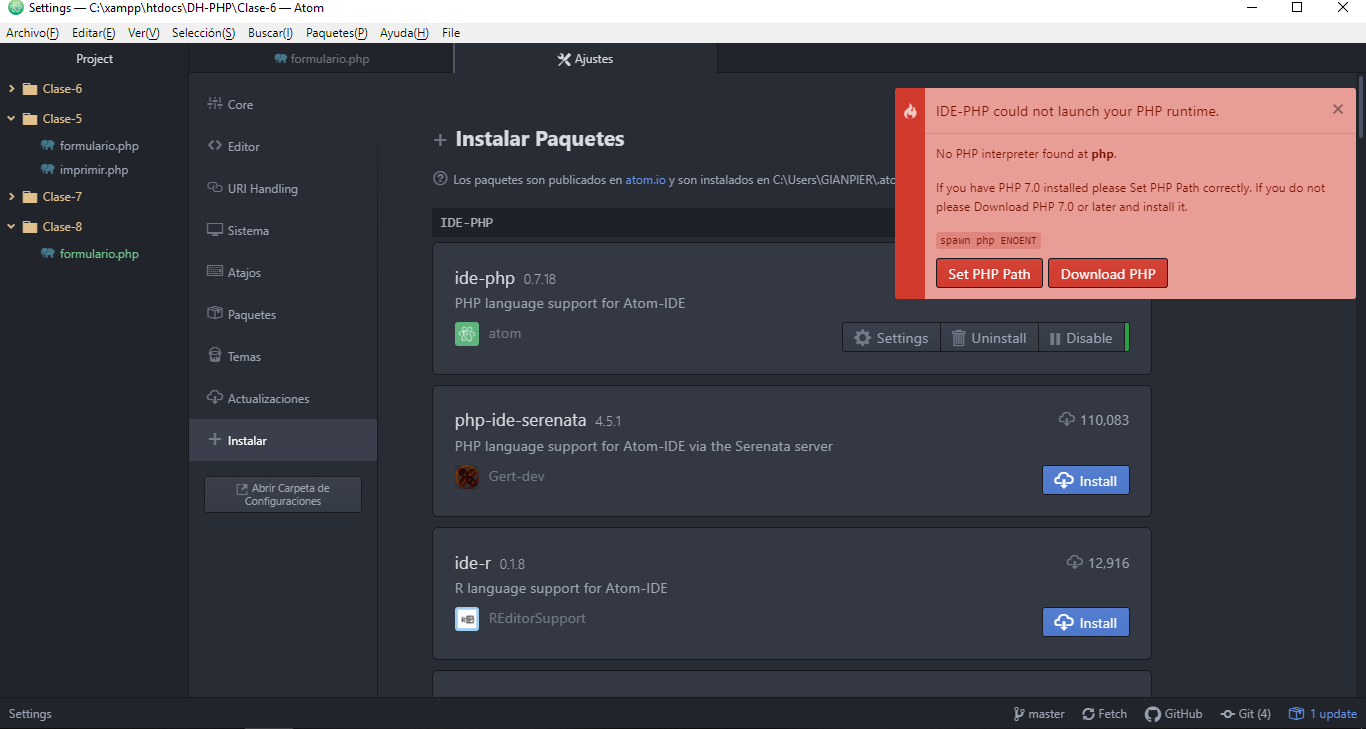 Settings — C:\xampp\htdocs\DH-PHP\Clase-6 — Atom
Archivo(F) Editar(E) Ver(V) Selección(S) Buscar(I) Paquetes(P) Ayuda(H) File
Project
Clase-6
Clase-5
formulario.php
imprimir.php
Clase-7
Clase-8
formulario.php
formulario.php
Ajustes
Core
Editor
URI Handling
Sistema
Atajos
Paquetes
Temas
Actualizaciones
Instalar
Abrir Carpeta de
Configuraciones
Instalar Paquetes
Los paquetes son publicados en atom.io y son instalados en C:\Users\GIANPIER\.ato
IDE-PHP
ide-php 0.7.18
PHP language support for Atom-IDE
atom
Settings Uninstall Disable
php-ide-serenata 4.5.1 110,083
PHP language support for Atom-IDE via the Serenata server
Gert-dev
Install
ide-r 0.1.8 12,916
R language support for Atom-IDE
REditorSupport
Install
IDE-PHP could not launch your PHP runtime.
No PHP interpreter found at php.
If you have PHP 7.0 installed please Set PHP Path correctly. If you do not
please Download PHP 7.0 or later and install it.
spawn php ENOENT
Set PHP Path Download PHP
Settings
master Fetch GitHub Git (4) 1 update